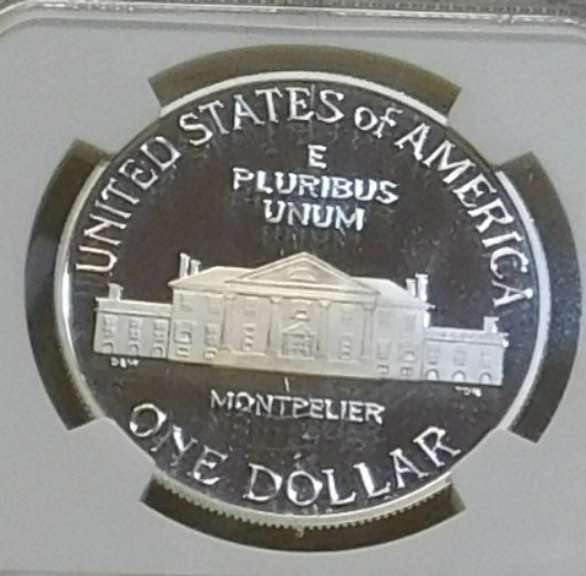 UNITED STATES of AMERICA
E
PLURIBUS
UNUM
MONTPELIER
ONE DOLLAR